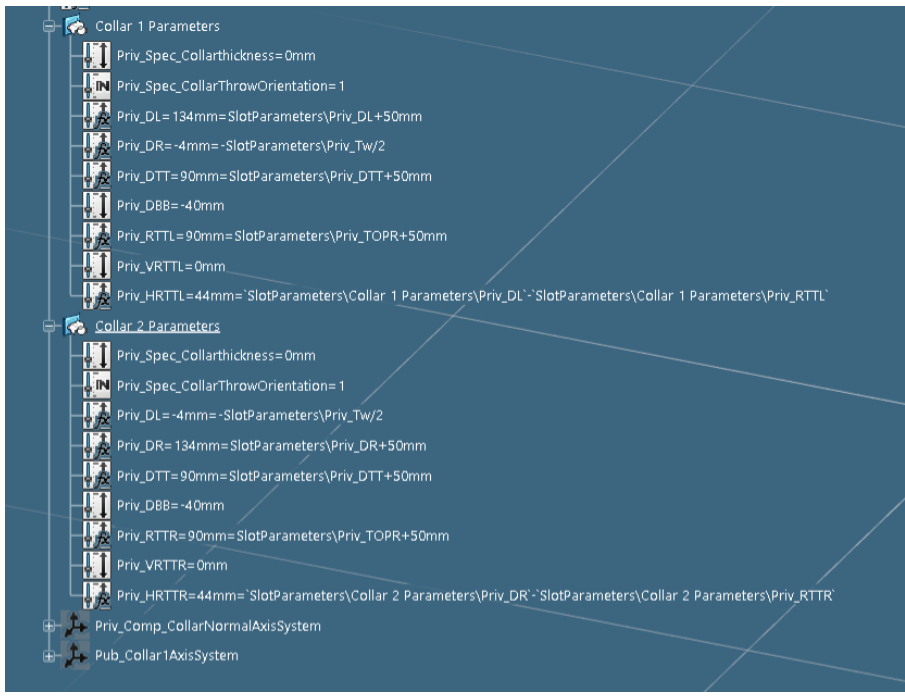 Collar 1 Parameters
Priv_Spec_Collarthickness=0mm
Priv_Spec_CollarThrowOrientation=1
Priv_DL=134mm=SlotParameters\Priv_DL+50mm
Priv_DR=-4mm=-SlotParameters\Priv_Tw/2
Priv_DTT=90mm=SlotParameters\Priv_DTT+50mm
Priv_DBB=-40mm
Priv_RTTL=90mm=SlotParameters\Priv_TOPR+50mm
Priv_VRTTL=0mm
Priv_HRTTL=44mm=`SlotParameters\Collar 1 Parameters\Priv_DL`-`SlotParameters\Collar 1 Parameters\Priv_RTTL`
Collar 2 Parameters
Priv_Spec_Collarthickness=0mm
Priv_Spec_CollarThrowOrientation=1
Priv_DL=-4mm=-SlotParameters\Priv_Tw/2
Priv_DR=134mm=SlotParameters\Priv_DR+50mm
Priv_DTT=90mm=SlotParameters\Priv_DTT+50mm
Priv_DBB=-40mm
Priv_RTTR=90mm=SlotParameters\Priv_TOPR+50mm
Priv_VRTTR=0mm
Priv_HRTTR=44mm=`SlotParameters\Collar 2 Parameters\Priv_DR`-`SlotParameters\Collar 2 Parameters\Priv_RTTR`
Priv_Comp_CollarNormalAxisSystem
Pub_Collar1AxisSystem